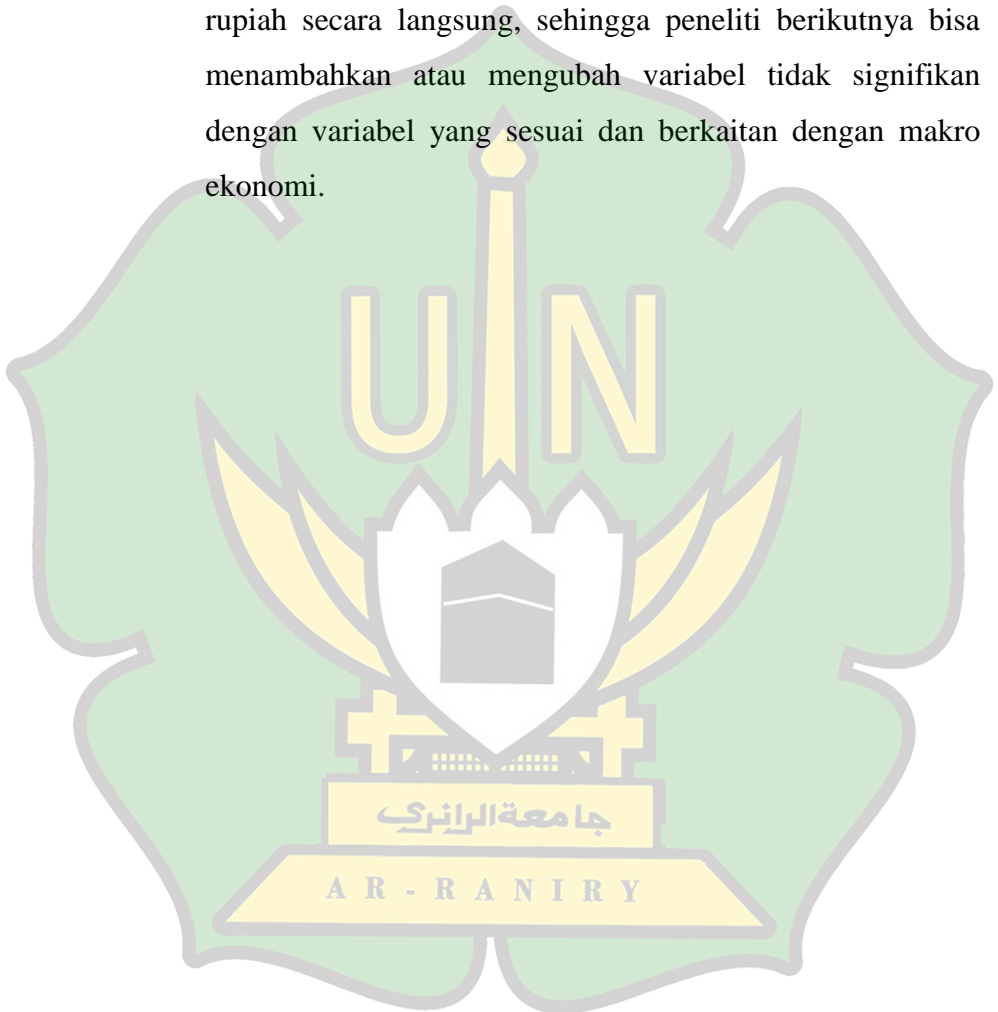 rupiah secara langsung, sehingga peneliti berikutnya bisa
menambahkan atau mengubah variabel tidak signifikan
dengan variabel yang sesuai dan berkaitan dengan makro
ekonomi.
UIN
جامعة الرانري
AR-RANIRY